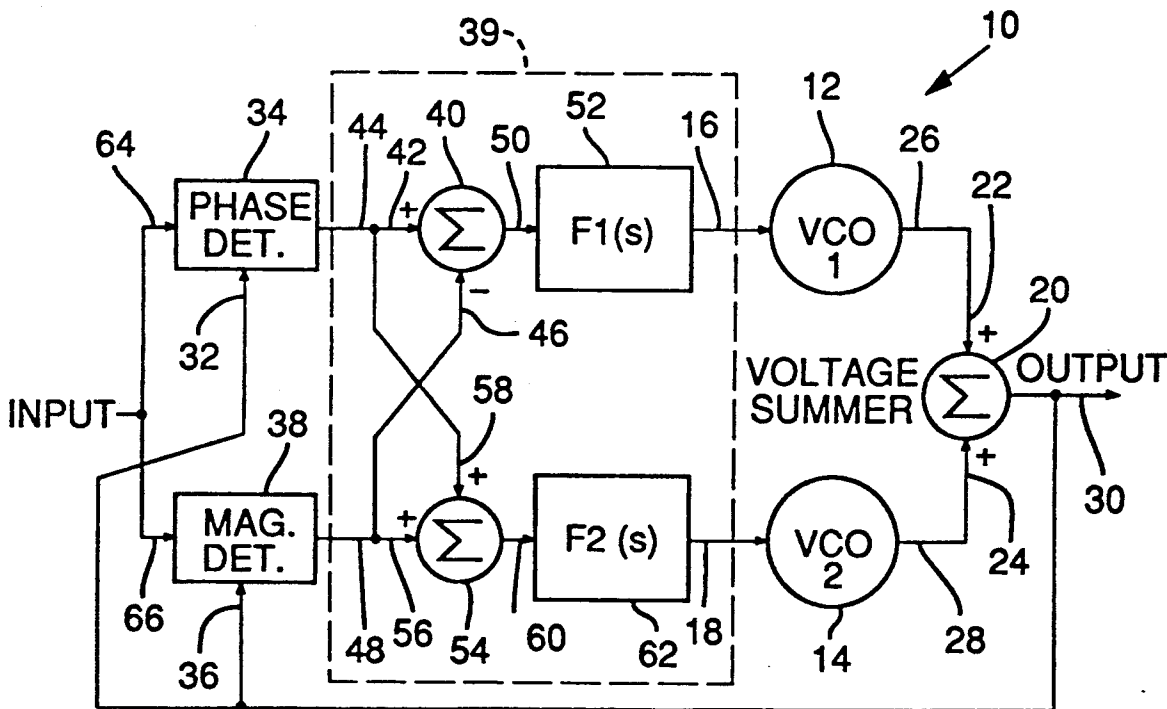 39
10
12
34
44
42
40
50
52
16
26
64
22
PHASE
DET.
+
Σ
F1(s)
VCO
1
−
20
32
46
+
VOLTAGE
SUMMER
Σ
OUTPUT
INPUT
58
38
+
+
30
MAG.
DET.
+
Σ
F2 (s)
VCO
2
24
66
36
48
56
54
60
62
18
14
28